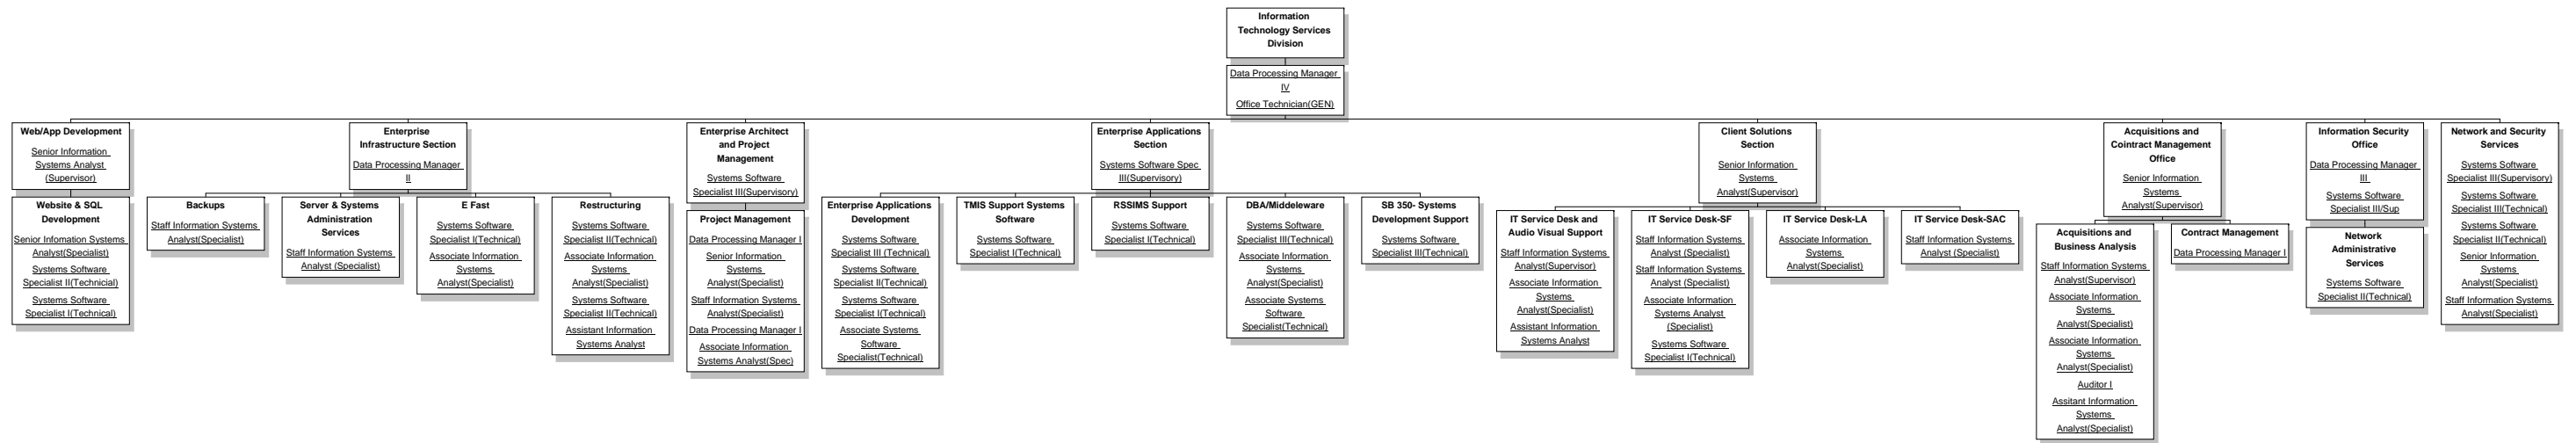 Information
Technology Services
Division
Data Processing Manager
IV
Office Technician(GEN)
Web/App Development
Senior Information
Systems Analyst
(Supervisor)
Enterprise
Infrastructure Section
Data Processing Manager
II
Enterprise Architect
and Project
Management
Systems Software
Specialist III(Supervisory)
Enterprise Applications
Section
Systems Software Spec
III(Supervisory)
Client Solutions
Section
Senior Information
Systems
Analyst(Supervisor)
Acquisitions and
Cointract Management
Office
Senior Information
Systems
Analyst(Supervisor)
Information Security
Office
Data Processing Manager
III
Systems Software
Specialist III/Sup
Network and Security
Services
Systems Software
Specialist III(Supervisory)
Systems Software
Specialist III(Technical)
Systems Software
Specialist II(Technical)
Senior Information
Systems
Analyst(Specialist)
Staff Information Systems
Analyst(Specialist)
Website & SQL
Development
Senior Infomation Systems
Analyst(Specialist)
Systems Software
Specialist II(Technicial)
Systems Software
Specialist I(Technical)
Backups
Staff Information Systems
Analyst(Specialist)
Server & Systems
Administration
Services
Staff Information Systems
Analyst (Specialist)
E Fast
Systems Software
Specialist I(Technical)
Associate Information
Systems
Analyst(Specialist)
Restructuring
Systems Software
Specialist II(Technical)
Associate Information
Systems
Analyst(Specialist)
Systems Software
Specialist II(Technical)
Assistant Information
Systems Analyst
Project Management
Data Processing Manager I
Senior Information
Systems
Analyst(Specialist)
Staff Information Systems
Analyst(Specialist)
Data Processing Manager I
Associate Information
Systems Analyst(Spec)
Enterprise Applications
Development
Systems Software
Specialist III (Technical)
Systems Software
Specialist II(Technical)
Systems Software
Specialist I(Technical)
Associate Systems
Software
Specialist(Technical)
TMIS Support Systems
Software
Systems Software
Specialist I(Technical)
RSSIMS Support
Systems Software
Specialist I(Technical)
DBA/Middeleware
Systems Software
Specialist III(Technical)
Associate Information
Systems
Analyst(Specialist)
Associate Systems
Software
Specialist(Technical)
SB 350- Systems
Development Support
Systems Software
Specialist III(Technical)
IT Service Desk and
Audio Visual Support
Staff Information Systems
Analyst(Supervisor)
Associate Information
Systems
Analyst(Specialist)
Assistant Information
Systems Analyst
IT Service Desk-SF
Staff Information Systems
Analyst (Specialist)
Staff Information Systems
Analyst (Specialist)
Associate Information
Systems Analyst
(Specialist)
Systems Software
Specialist I(Technical)
IT Service Desk-LA
Associate Information
Systems
Analyst(Specialist)
IT Service Desk-SAC
Staff Information Systems
Analyst (Specialist)
Acquisitions and
Business Analysis
Staff Information Systems
Analyst(Supervisor)
Associate Information
Systems
Analyst(Specialist)
Associate Information
Systems
Analyst(Specialist)
Auditor I
Assitant Information
Systems
Analyst(Specialist)
Contract Management
Data Processing Manager I
Network
Administrative
Services
Systems Software
Specialist II(Technical)